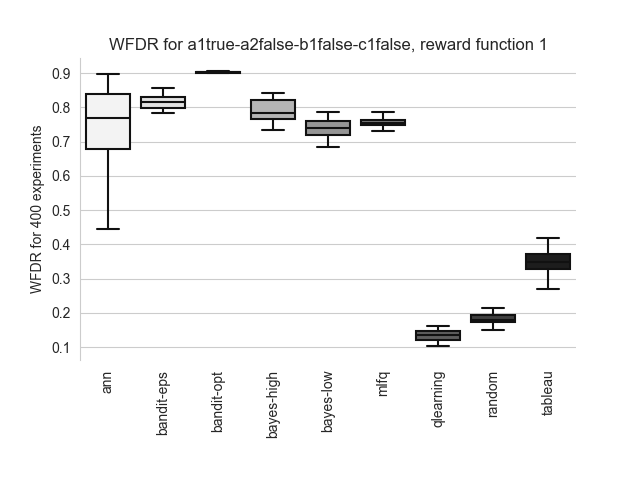 WFDR for a1true-a2false-b1false-c1false, reward function 1
WFDR for 400 experiments
0.9
0.8
0.7
0.6
0.5
0.4
0.3
0.2
0.1
ann
bandit-eps
bandit-opt
bayes-high
bayes-low
mlfq
qlearning
random
tableau